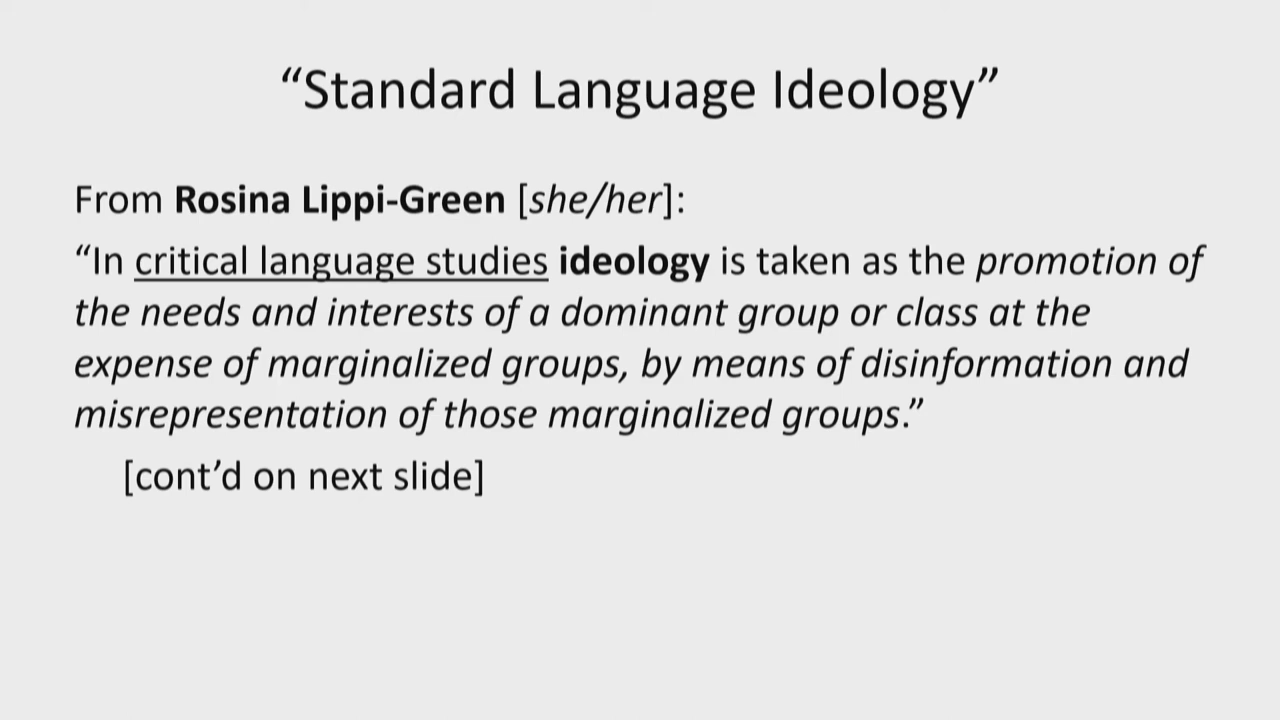 “Standard Language Ideology”
From Rosina Lippi-Green [she/her]:
“In critical language studies ideology is taken as the promotion of
the needs and interests of a dominant group or class at the
expense of marginalized groups, by means of disinformation and
misrepresentation of those marginalized groups.”
[cont’d on next slide]